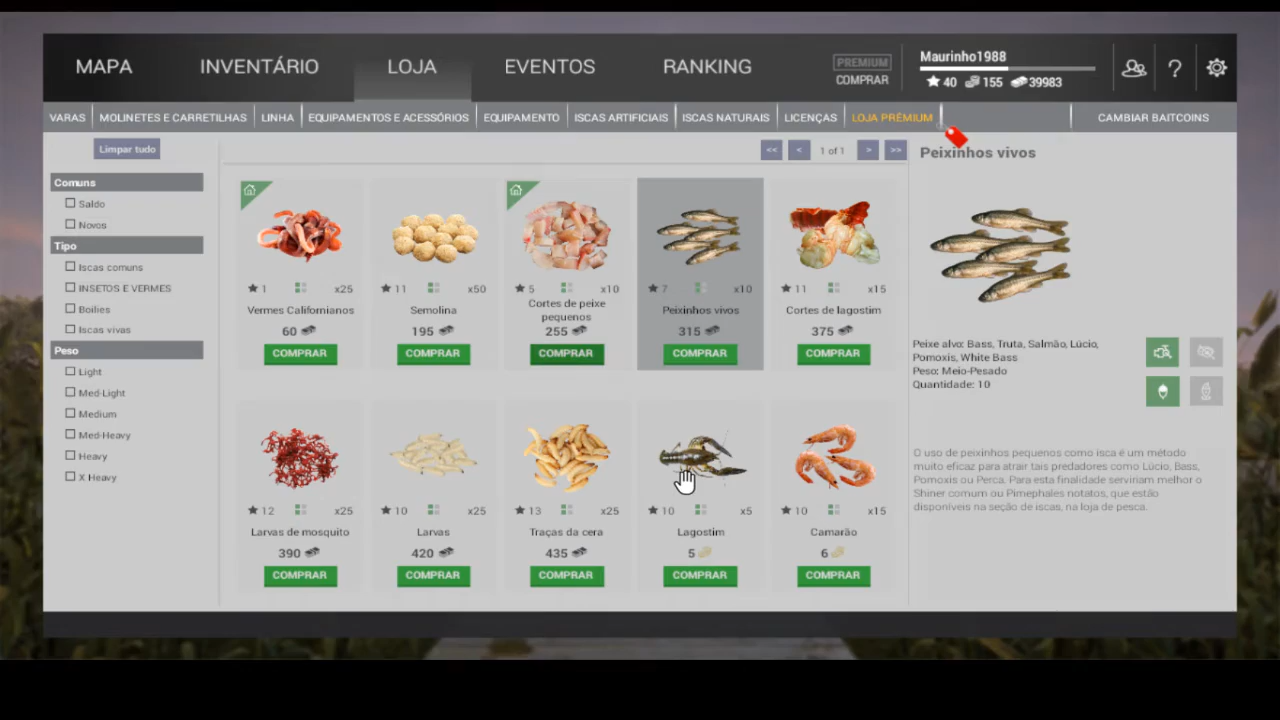 MAPA INVENTÁRIO LOJA EVENTOS RANKING
PREMIUM
COMPRAR
Maurinho1988
40 155 39983
?
VARAS MOLINETES E CARRETILHAS LINHA EQUIPAMENTOS E ACESSÓRIOS EQUIPAMENTO ISCAS ARTIFICIAIS ISCAS NATURAIS LICENÇAS LOJA PRÉMIUM CAMBIAR BAITCOINS
Limpar tudo
Comuns
Saldo
Novos
Tipo
Iscas comuns
INSETOS E VERMES
Boilies
Iscas vivas
Peso
Light
Med-Light
Medium
Med-Heavy
Heavy
X Heavy
<< < 1 of 1 > >>
1 x25
Vermes Californianos
60
COMPRAR
11 x50
Semolina
195
COMPRAR
5 x10
Cortes de peixe
pequenos
255
COMPRAR
7 x10
Peixinhos vivos
315
COMPRAR
11 x15
Cortes de lagostim
375
COMPRAR
12 x25
Larvas de mosquito
390
COMPRAR
10 x25
Larvas
420
COMPRAR
13 x25
Traças da cera
435
COMPRAR
10 x5
Lagostim
5
COMPRAR
10 x15
Camarão
6
COMPRAR
Peixinhos vivos
Peixe alvo: Bass, Truta, Salmão, Lúcio,
Pomoxis, White Bass
Peso: Meio-Pesado
Quantidade: 10
O uso de peixinhos pequenos como isca é um método
muito eficaz para atrair tais predadores como Lúcio, Bass,
Pomoxis ou Perca. Para esta finalidade serviriam melhor o
Shiner comum ou Pimephales notatos, que estão
disponíveis na seção de iscas, na loja de pesca.